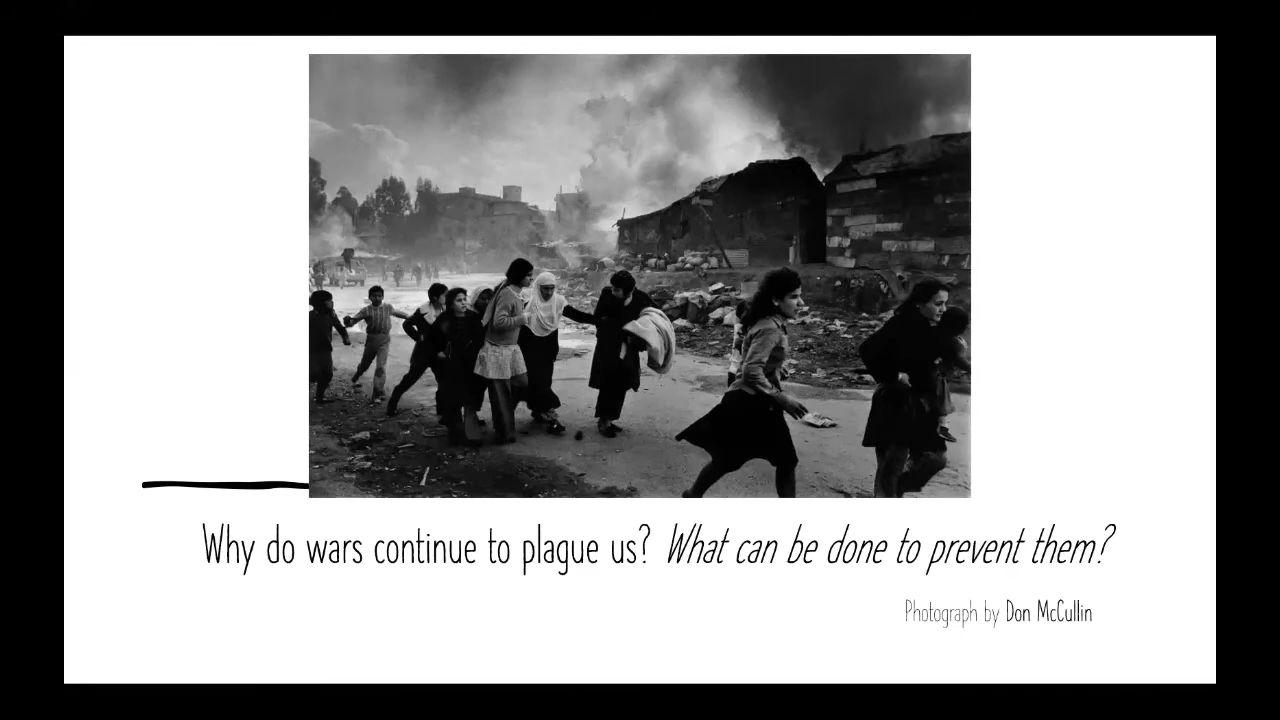 Why do wars continue to plague us? What can be done to prevent them?
Photograph by Don McCullin